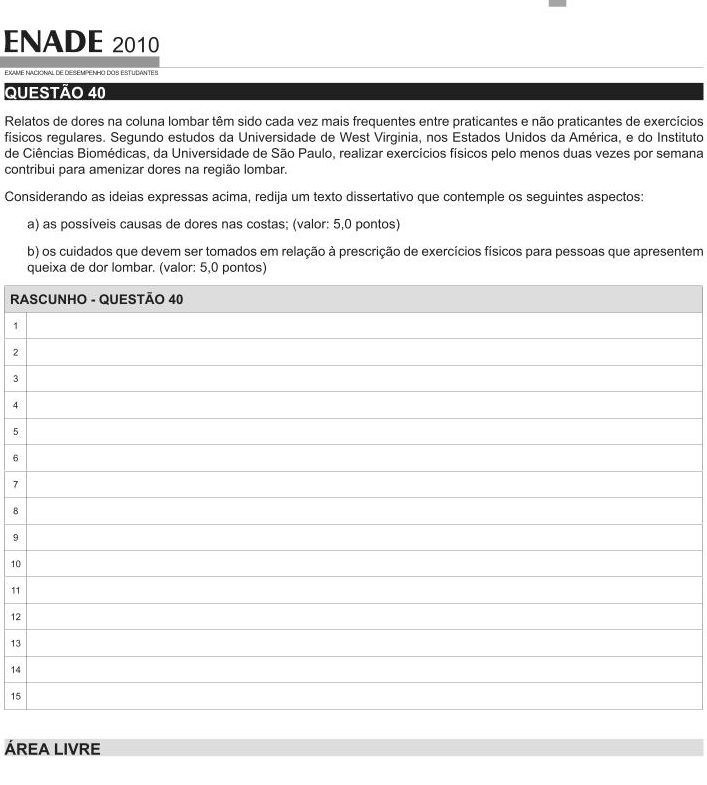 ENADE 2010
EXAME NACIONAL DE DESEMPENHO DOS ESTUDANTES
QUESTÃO 40
Relatos de dores na coluna lombar têm sido cada vez mais frequentes entre praticantes e não praticantes de exercícios
físicos regulares. Segundo estudos da Universidade de West Virginia, nos Estados Unidos da América, e do Instituto
de Ciências Biomédicas, da Universidade de São Paulo, realizar exercícios físicos pelo menos duas vezes por semana
contribui para amenizar dores na região lombar.
Considerando as ideias expressas acima, redija um texto dissertativo que contemple os seguintes aspectos:
a) as possíveis causas de dores nas costas; (valor: 5,0 pontos)
b) os cuidados que devem ser tomados em relação à prescrição de exercícios físicos para pessoas que apresentem
queixa de dor lombar. (valor: 5,0 pontos)
RASCUNHO - QUESTÃO 40
1
2
3
4
5
6
7
8
9
10
11
12
13
14
15
ÁREA LIVRE